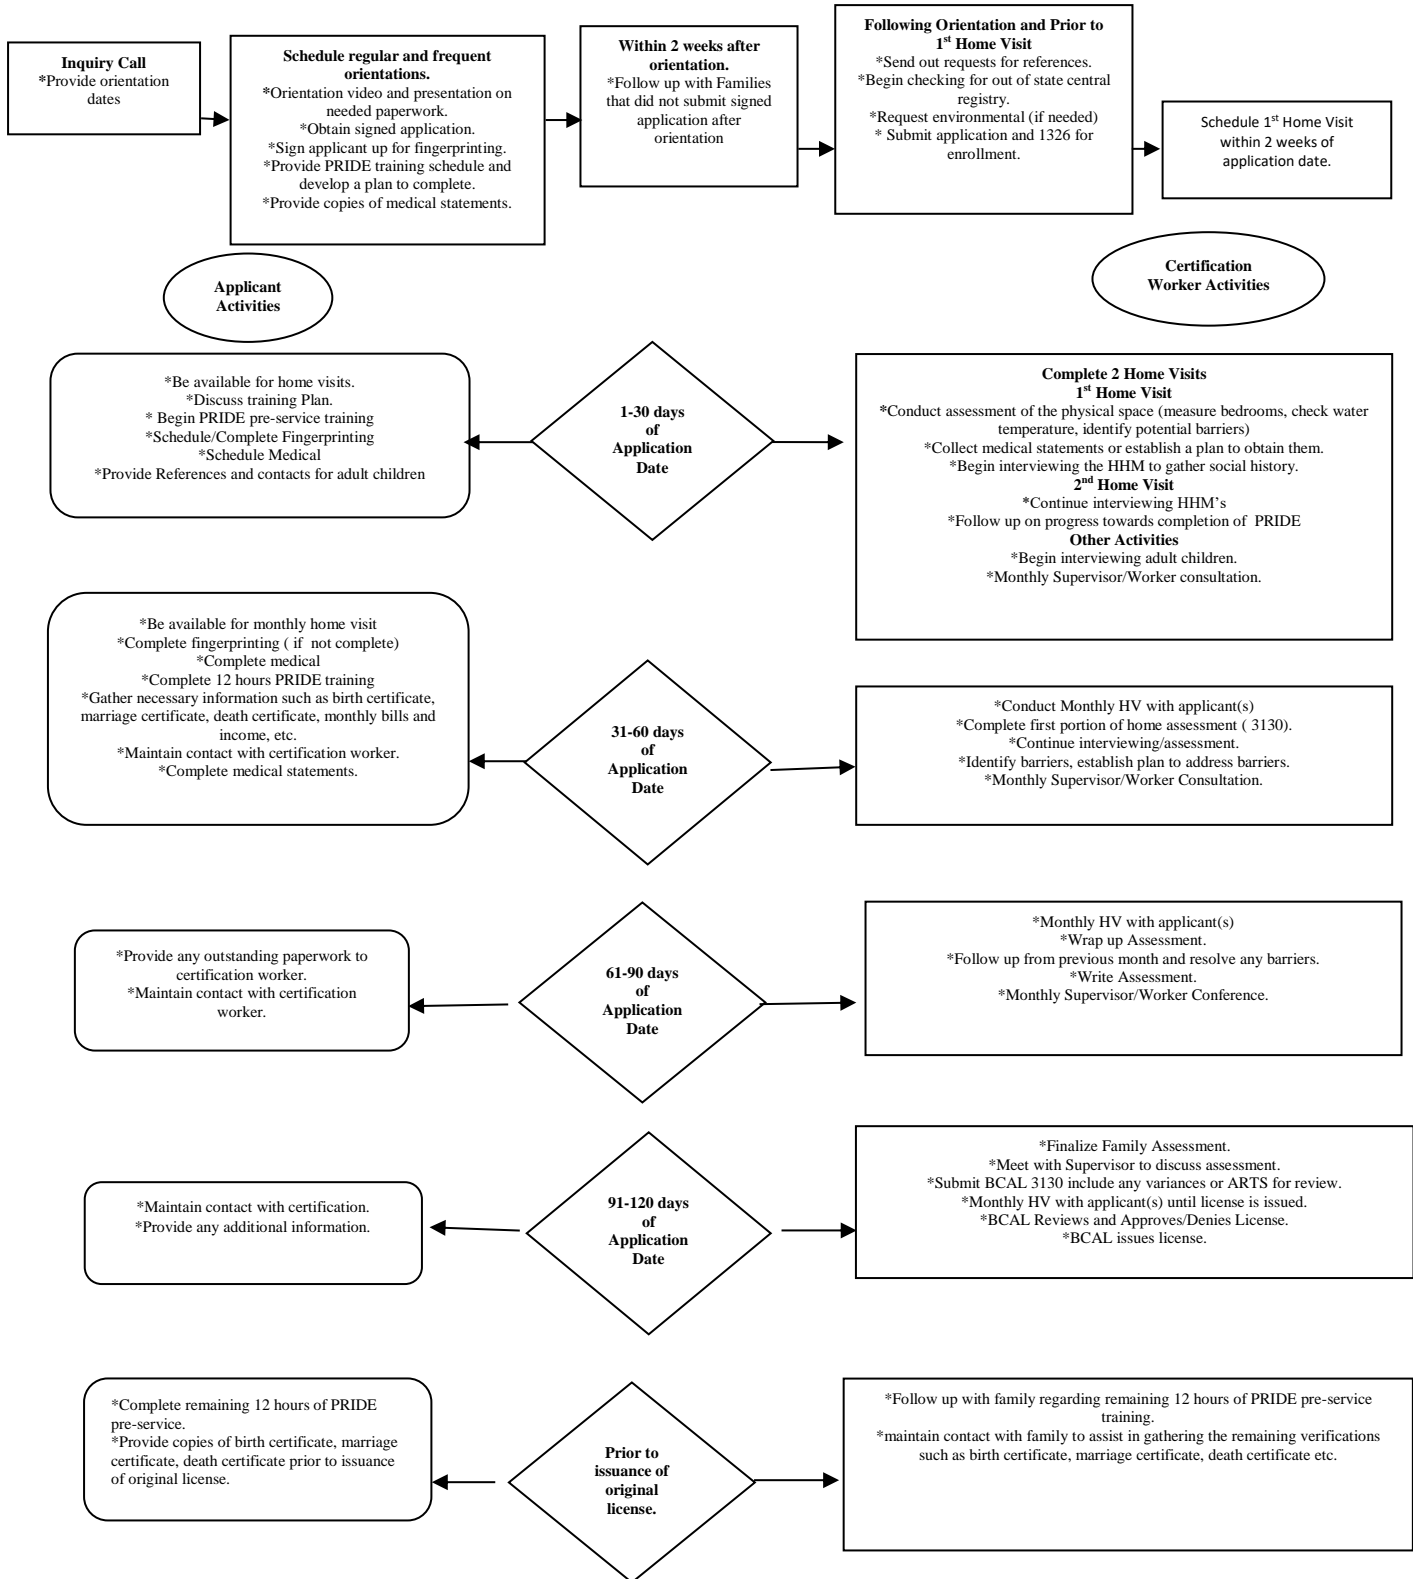 Inquiry Call
*Provide orientation
dates
Schedule regular and frequent
orientations.
*Orientation video and presentation on
needed paperwork.
*Obtain signed application.
*Sign applicant up for fingerprinting.
*Provide PRIDE training schedule and
develop a plan to complete.
*Provide copies of medical statements.
Within 2 weeks after
orientation.
*Follow up with Families
that did not submit signed
application after
orientation
Following Orientation and Prior to
1st Home Visit
*Send out requests for references.
*Begin checking for out of state central
registry.
*Request environmental (if needed)
* Submit application and 1326 for
enrollment.
Schedule 1st Home Visit
within 2 weeks of
application date.
Applicant
Activities
Certification
Worker Activities
*Be available for home visits.
*Discuss training Plan.
* Begin PRIDE pre-service training
*Schedule/Complete Fingerprinting
*Schedule Medical
*Provide References and contacts for adult children
1-30 days
of
Application
Date
Complete 2 Home Visits
1st Home Visit
*Conduct assessment of the physical space (measure bedrooms, check water
temperature, identify potential barriers)
*Collect medical statements or establish a plan to obtain them.
*Begin interviewing the HHM to gather social history.
2nd Home Visit
*Continue interviewing HHM's
*Follow up on progress towards completion of  PRIDE
Other Activities
*Begin interviewing adult children.
*Monthly Supervisor/Worker consultation.
*Be available for monthly home visit
*Complete fingerprinting ( if  not complete)
*Complete medical
*Complete 12 hours PRIDE training
*Gather necessary information such as birth certificate,
marriage certificate, death certificate, monthly bills and
income, etc.
*Maintain contact with certification worker.
*Complete medical statements.
31-60 days
of
Application
Date
*Conduct Monthly HV with applicant(s)
*Complete first portion of home assessment ( 3130).
*Continue interviewing/assessment.
*Identify barriers, establish plan to address barriers.
*Monthly Supervisor/Worker Consultation.
*Provide any outstanding paperwork to
certification worker.
*Maintain contact with certification
worker.
61-90 days
of
Application
Date
*Monthly HV with applicant(s)
*Wrap up Assessment.
*Follow up from previous month and resolve any barriers.
*Write Assessment.
*Monthly Supervisor/Worker Conference.
*Maintain contact with certification.
*Provide any additional information.
91-120 days
of
Application
Date
*Finalize Family Assessment.
*Meet with Supervisor to discuss assessment.
*Submit BCAL 3130 include any variances or ARTS for review.
*Monthly HV with applicant(s) until license is issued.
*BCAL Reviews and Approves/Denies License.
*BCAL issues license.
*Complete remaining 12 hours of PRIDE
pre-service.
*Provide copies of birth certificate, marriage
certificate, death certificate prior to issuance
of original license.
Prior to
issuance of
original
license.
*Follow up with family regarding remaining 12 hours of PRIDE pre-service
training.
*maintain contact with family to assist in gathering the remaining verifications
such as birth certificate, marriage certificate, death certificate etc.